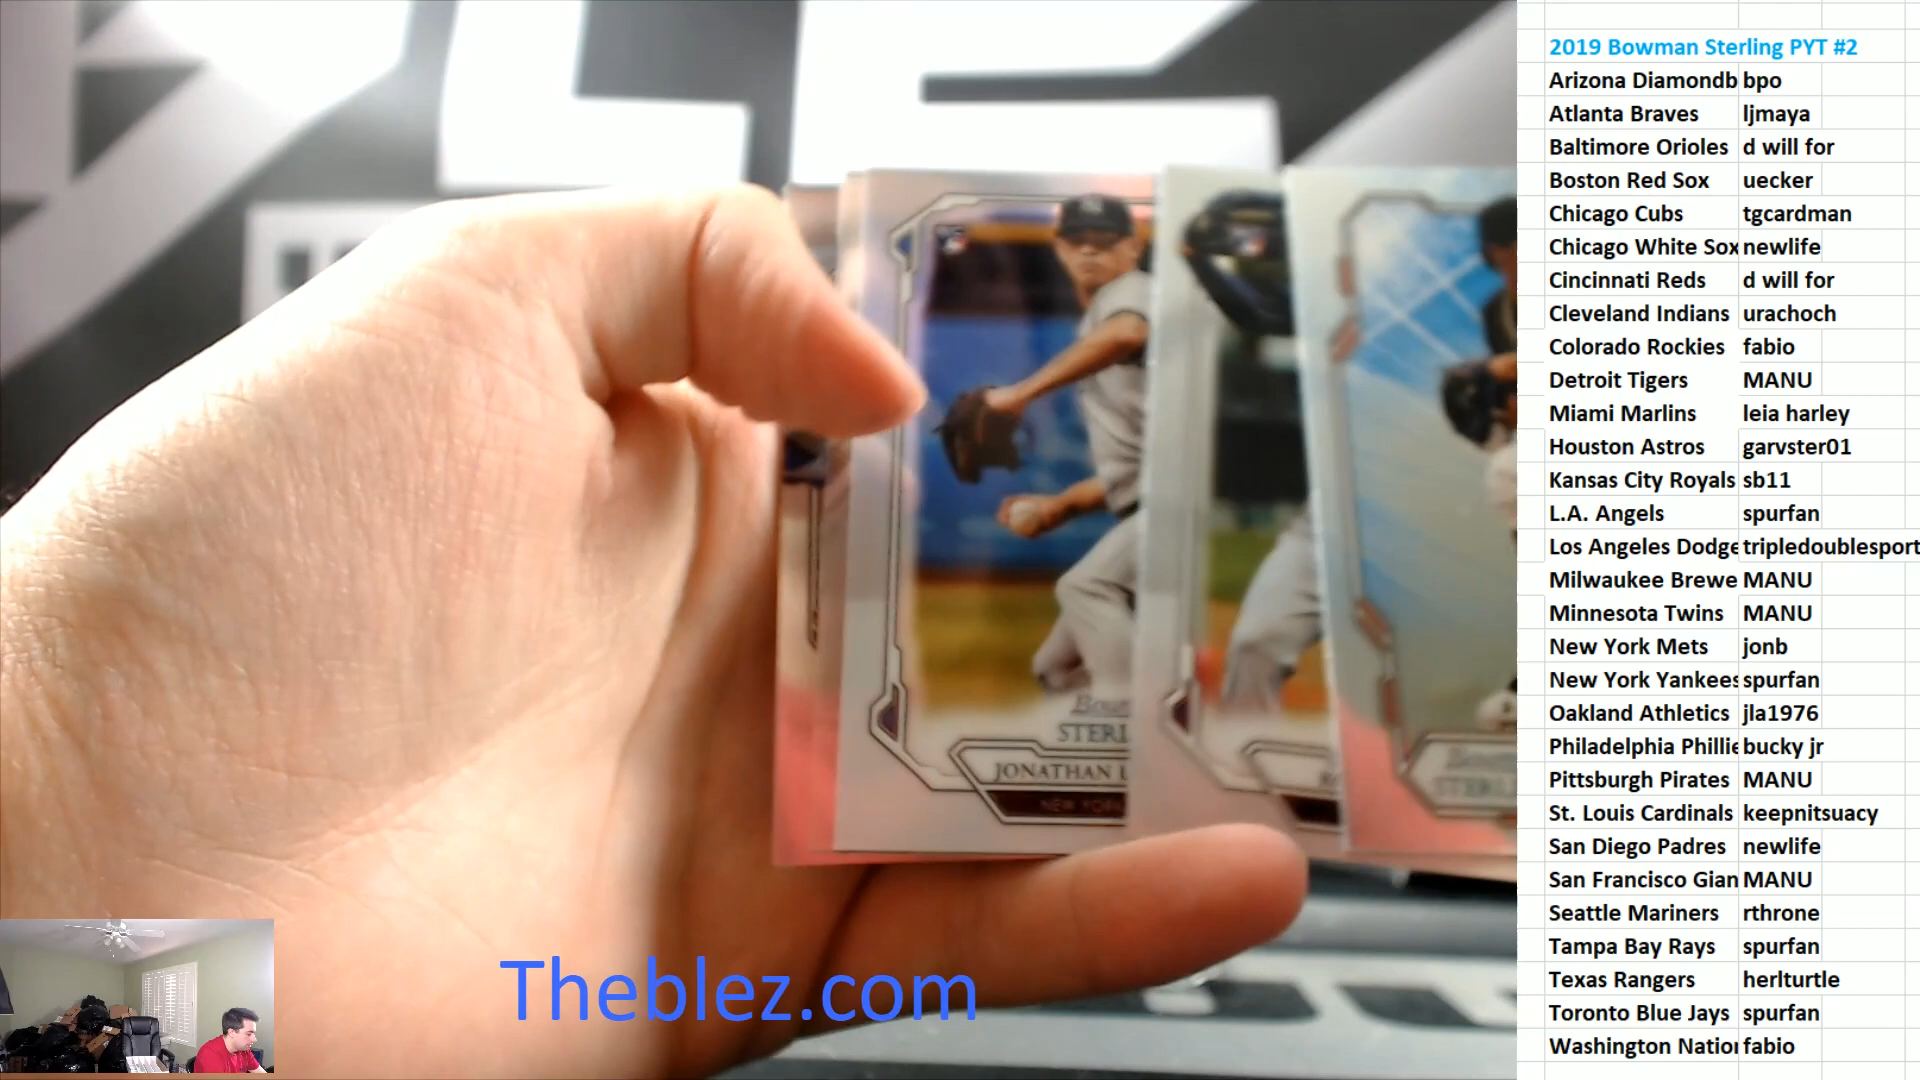 2019 Bowman Sterling PYT #2
Arizona Diamondb bpo
Atlanta Braves ljmaya
Baltimore Orioles d will for
Boston Red Sox uecker
Chicago Cubs tgcardman
Chicago White Sox newlife
Cincinnati Reds d will for
Cleveland Indians urachoch
Colorado Rockies fabio
Detroit Tigers MANU
Miami Marlins leia harley
Houston Astros garvster01
Kansas City Royals sb11
L.A. Angels spurfan
Los Angeles Dodge tripledoublesport
Milwaukee Brewe MANU
Minnesota Twins MANU
New York Mets jonb
New York Yankees spurfan
Oakland Athletics jla1976
Philadelphia Phillie bucky jr
Pittsburgh Pirates MANU
St. Louis Cardinals keepnitsuacy
San Diego Padres newlife
San Francisco Gian MANU
Seattle Mariners rthrone
Tampa Bay Rays spurfan
Texas Rangers herlturtle
Toronto Blue Jays spurfan
Washington Natio fabio
STERL
JONATHAN L
NEW YORK
Theblez.com